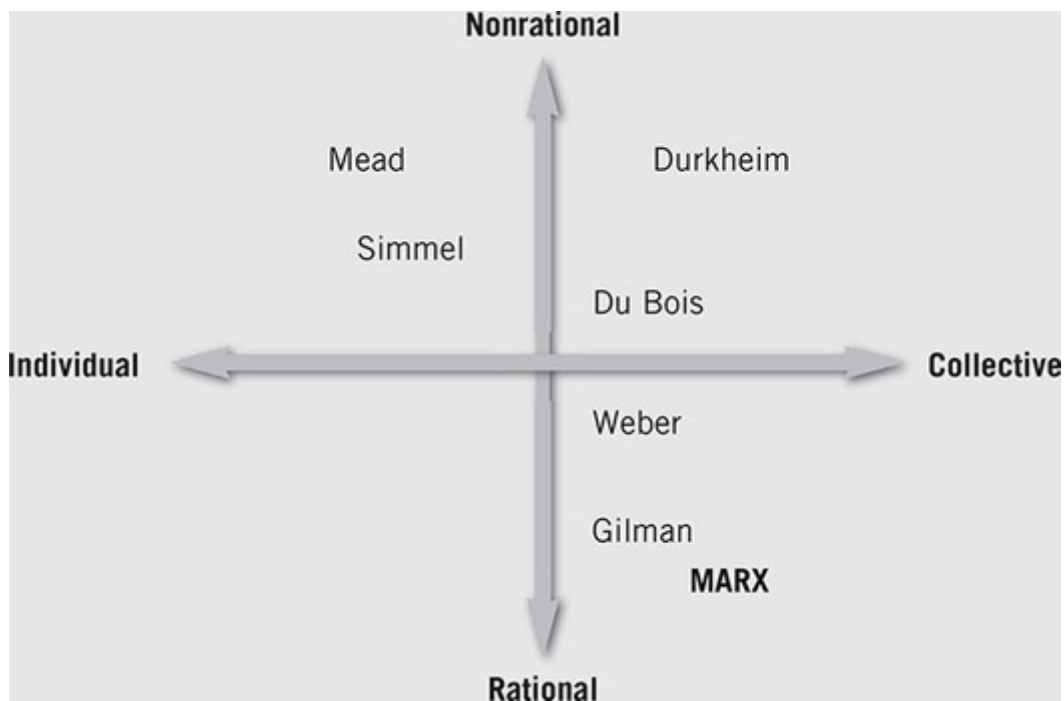 Nonrational
Mead
Durkheim
Simmel
Du Bois
Individual
Collective
Weber
Gilman
MARX
Rational